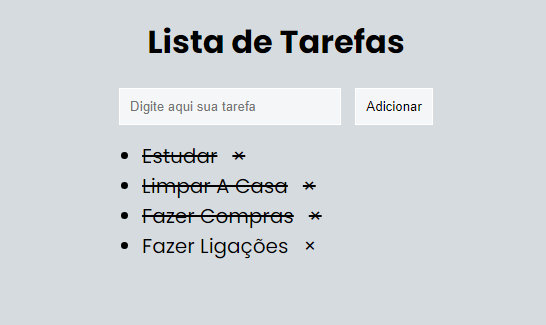 Lista de Tarefas
Digite aqui sua tarefa Adicionar
Estudar ×
Limpar A Casa ×
Fazer Compras ×
Fazer Ligações ×